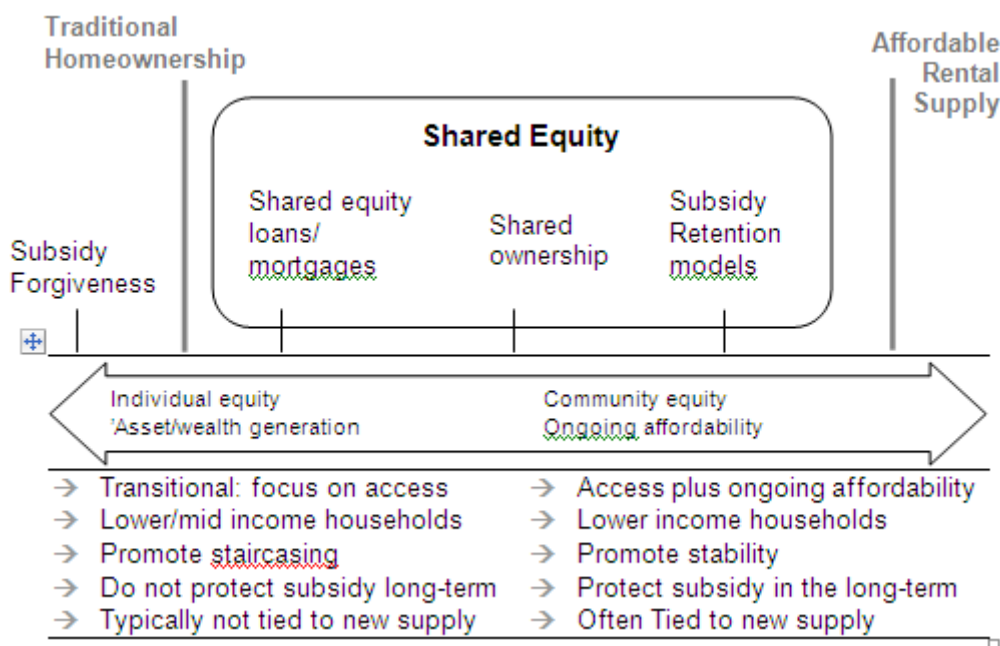 Traditional
Homeownership
Affordable
Rental
Supply
Shared Equity
Subsidy
Forgiveness
Shared equity
loans/
mortgages
Shared
ownership
Subsidy
Retention
models
Individual equity
'Asset/wealth generation
Community equity
Ongoing affordability
→ Transitional: focus on access
→ Lower/mid income households
→ Promote staircasing
→ Do not protect subsidy long-term
→ Typically not tied to new supply
→ Access plus ongoing affordability
→ Lower income households
→ Promote stability
→ Protect subsidy in the long-term
→ Often Tied to new supply